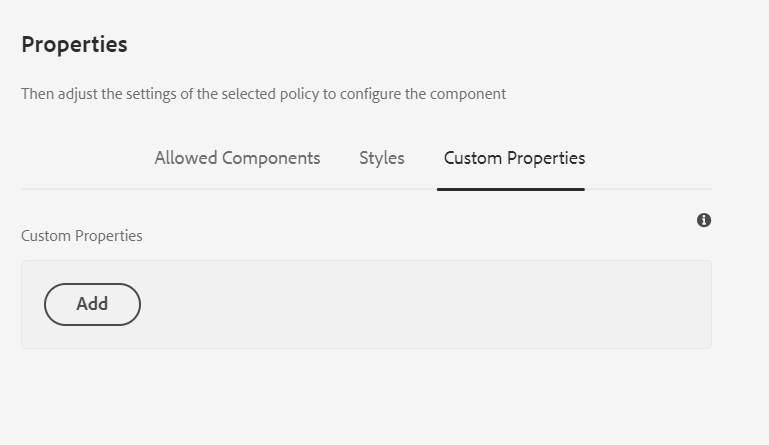 Properties
Then adjust the settings of the selected policy to configure the component
Allowed Components Styles Custom Properties
Custom Properties
Add